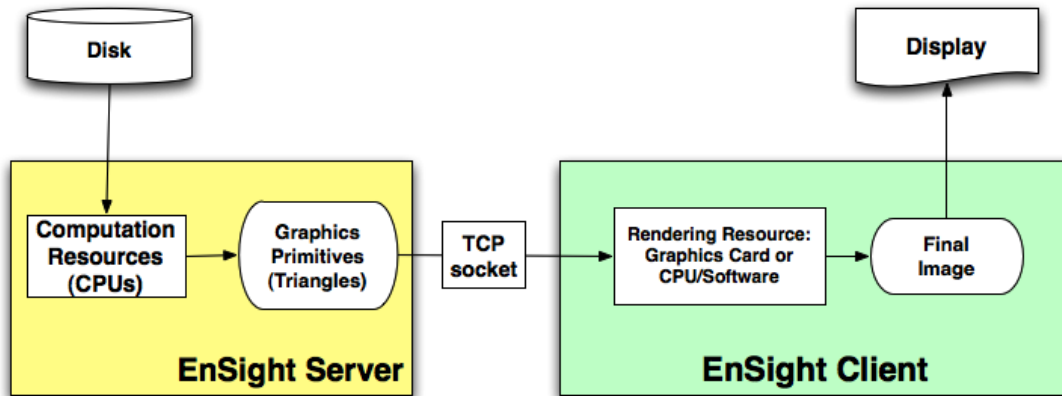 Disk
Display
Computation
Resources
(CPUs)
Graphics
Primitives
(Triangles)
TCP
socket
Rendering Resource:
Graphics Card or
CPU/Software
Final
Image
EnSight Server
EnSight Client